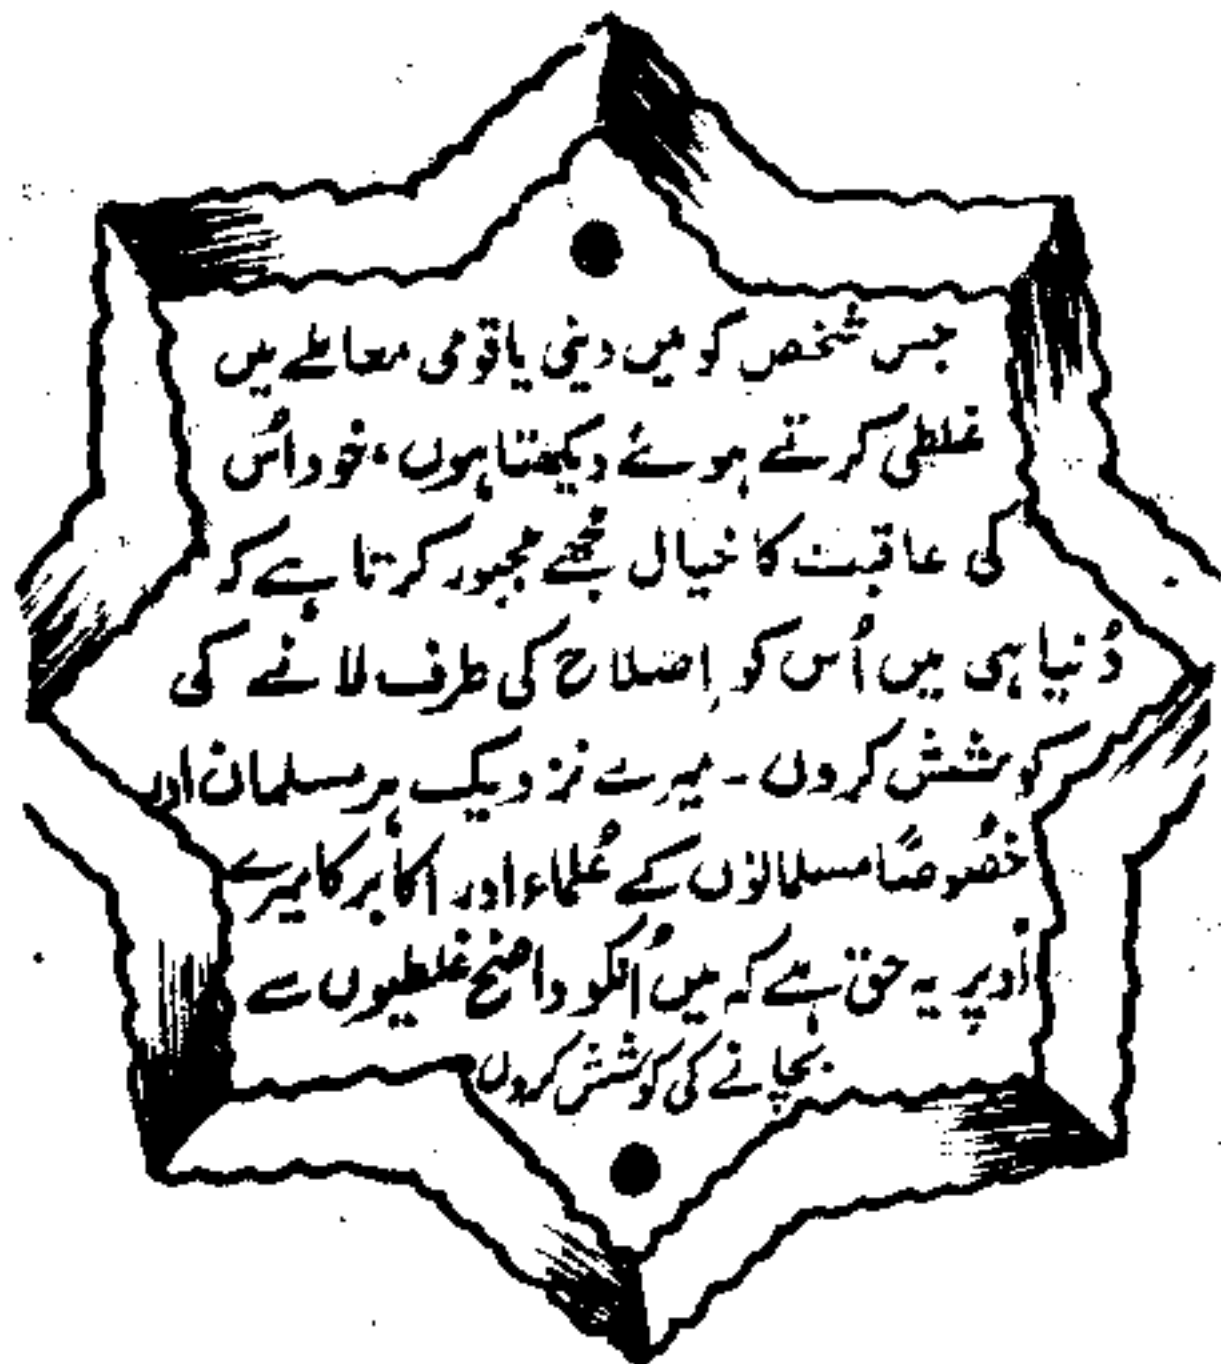 جس شخص کو میں دینی یا قومی معاملے میں
غلطی کرتے ہوئے دیکھتا ہوں، خود اُس
کی عاقبت کا خیال مجھے مجبور کرتا ہے کہ
دُنیا ہی میں اُس کو اِصلاح کی طرف لانے کی
کوشش کروں ۔ میرے نزدیک ہر مسلمان اور
خصُوصًا مسلمانوں کے عُلماء اور اکابر کا میرے
اُوپر یہ حق ہے کہ میں اُنکو واضح غلطیوں سے
بچانے کی کوشش کروں